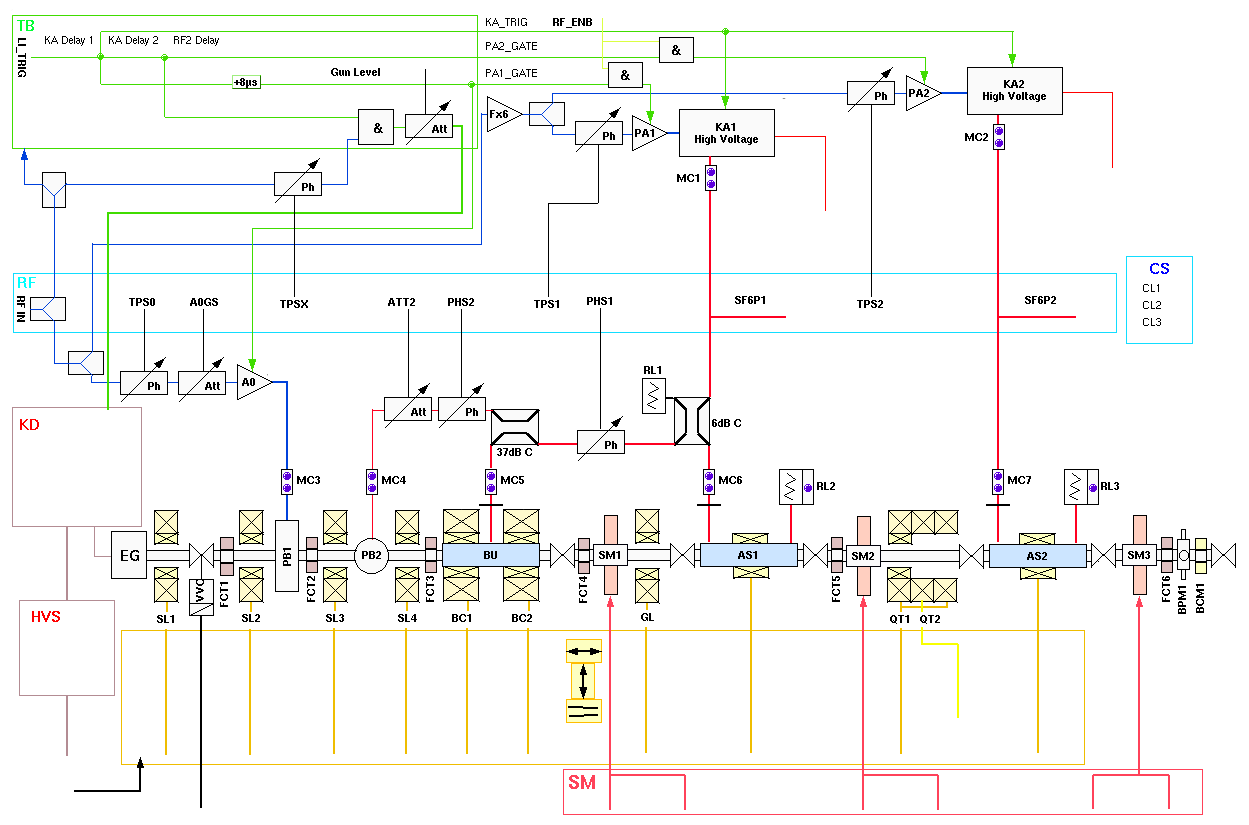 TB
KA_TRIG
RF_ENB
LI_TRIG
KA Delay 1
KA Delay 2
RF2 Delay
PA2_GATE
&
PA1_GATE
&
Gun Level
+8µs
KA2
High Voltage
Ph
PA2
Fx6
&
Att
Ph
PA1
KA1
High Voltage
MC2
MC1
Ph
CS
CL1
CL2
CL3
RF
RF IN
TPS0
A0GS
TPSX
ATT2
PHS2
TPS1
PHS1
SF6P1
TPS2
SF6P2
RL1
Ph
Att
A0
Att
Ph
6dB C
KD
37dB C
Ph
MC3
MC4
MC5
MC6
RL2
MC7
RL3
EG
PB1
PB2
BU
SM1
AS1
SM2
AS2
SM3
VVC
FCT1
FCT2
FCT3
FCT4
FCT5
FCT6
BPM1
BCM1
HVS
SL1
SL2
SL3
SL4
BC1
BC2
GL
QT1
QT2
SM